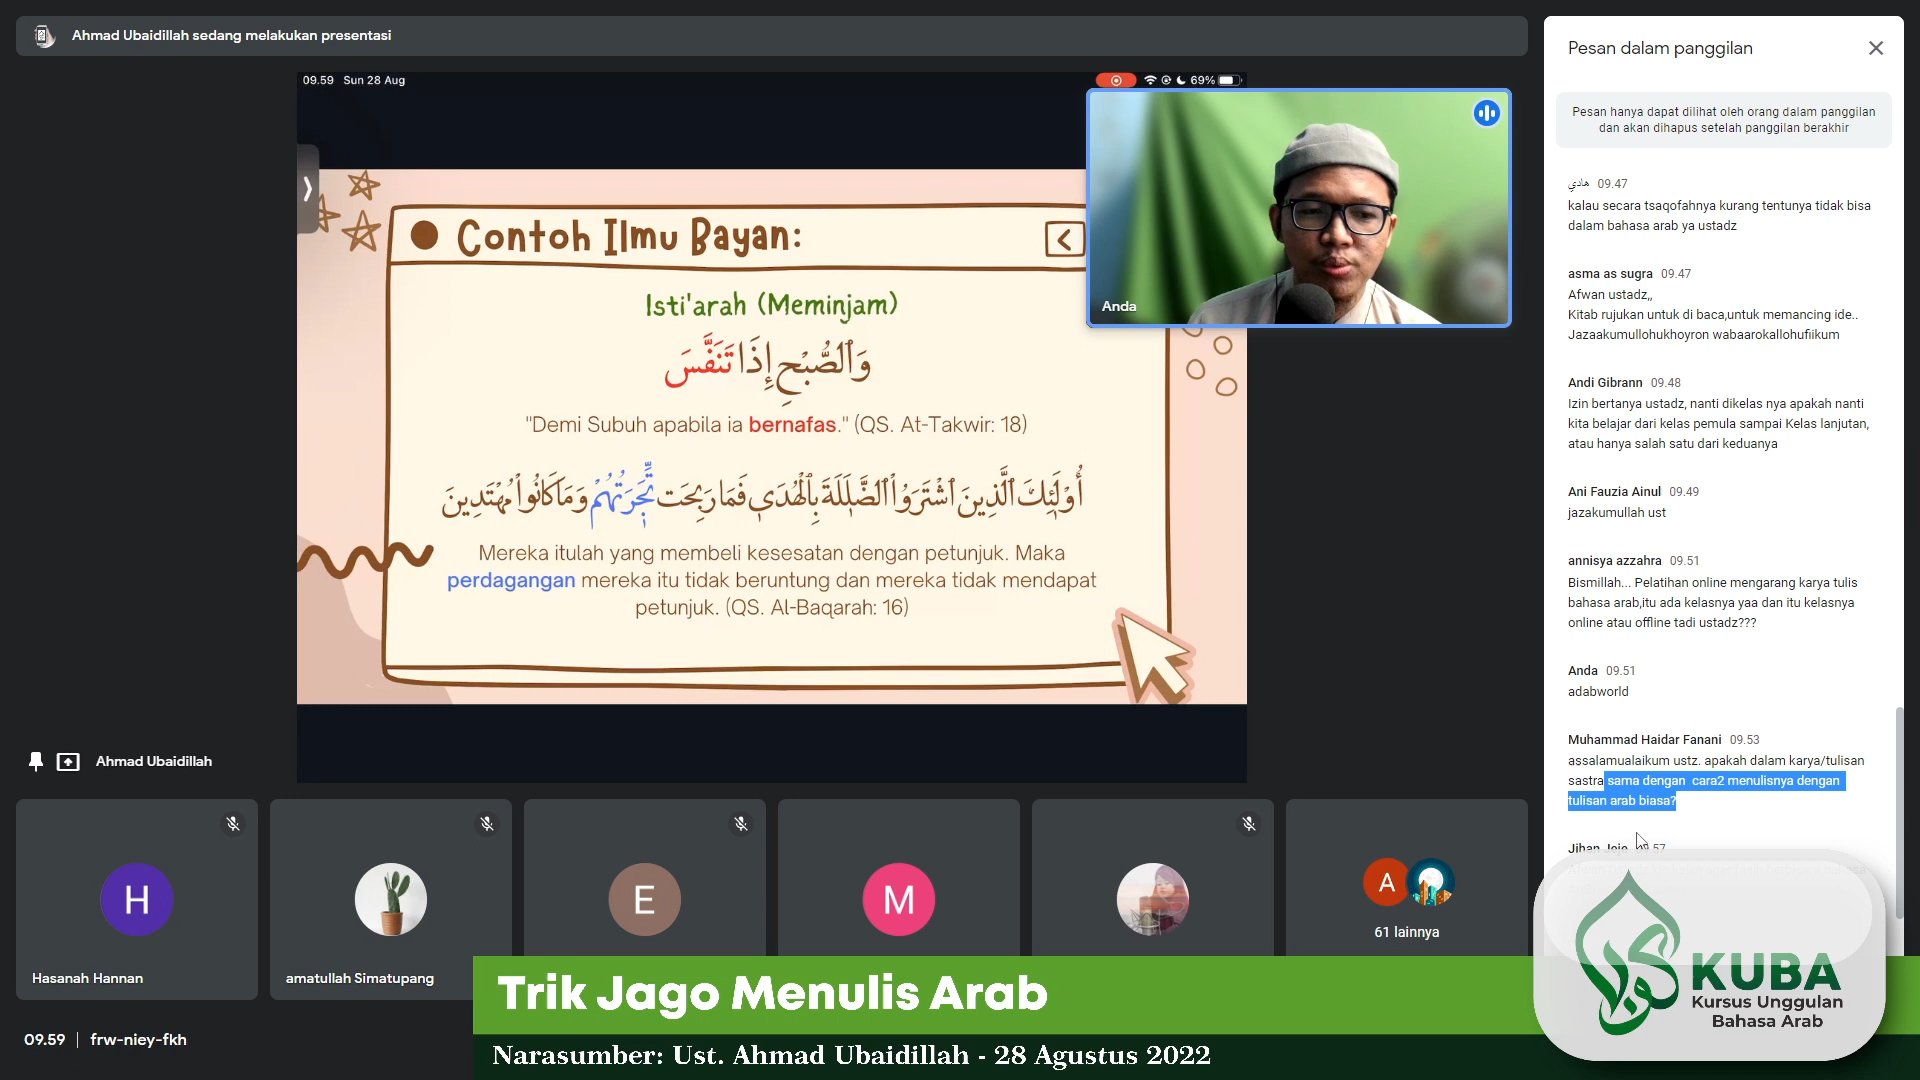 Ahmad Ubaidillah sedang melakukan presentasi
09.59 Sun 28 Aug
69%
Contoh Ilmu Bayan:
Isti'arah (Meminjam)
وَٱلصُّبْحِ إِذَا تَنَفَّسَ
"Demi Subuh apabila ia bernafas." (QS. At-Takwir: 18)
أُو۟لَٰٓئِكَ ٱلَّذِينَ ٱشْتَرَوُا۟ ٱلضَّلَٰلَةَ بِٱلْهُدَىٰ فَمَا رَبِحَت تِّجَٰرَتُهُمْ وَمَا كَانُوا۟ مُهْتَدِينَ
Mereka itulah yang membeli kesesatan dengan petunjuk. Maka
perdagangan mereka itu tidak beruntung dan mereka tidak mendapat
petunjuk. (QS. Al-Baqarah: 16)
Anda
Ahmad Ubaidillah
H
Hasanah Hannan
amatullah Simatupang
E
M
A
61 lainnya
09.59 | frw-niey-fkh
Pesan dalam panggilan
Pesan hanya dapat dilihat oleh orang dalam panggilan
dan akan dihapus setelah panggilan berakhir
هادي 09.47
kalau secara tsaqofahnya kurang tentunya tidak bisa
dalam bahasa arab ya ustadz
asma as sugra 09.47
Afwan ustadz,,
Kitab rujukan untuk di baca,untuk memancing ide..
Jazaakumullohukhoyron wabaarokallohufiikum
Andi Gibrann 09.48
Izin bertanya ustadz, nanti dikelas nya apakah nanti
kita belajar dari kelas pemula sampai Kelas lanjutan,
atau hanya salah satu dari keduanya
Ani Fauzia Ainul 09.49
jazakumullah ust
annisya azzahra 09.51
Bismillah... Pelatihan online mengarang karya tulis
bahasa arab,itu ada kelasnya yaa dan itu kelasnya
online atau offline tadi ustadz???
Anda 09.51
adabworld
Muhammad Haidar Fanani 09.53
assalamualaikum ustz. apakah dalam karya/tulisan
sastra sama dengan cara2 menulisnya dengan
tulisan arab biasa?
Jihan Jeje
Trik Jago Menulis Arab
Narasumber: Ust. Ahmad Ubaidillah - 28 Agustus 2022
KUBA
Kursus Unggulan
Bahasa Arab